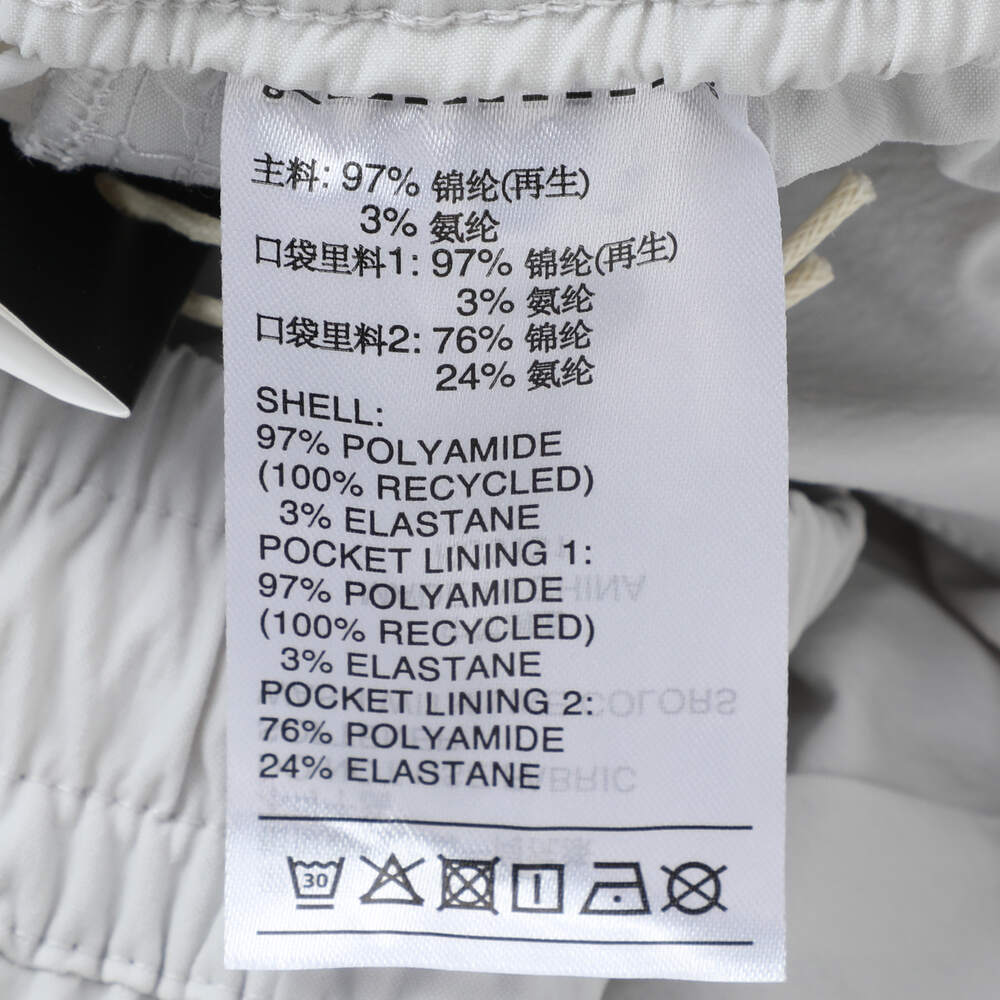 主料: 97% 锦纶(再生)
3% 氨纶
口袋里料1: 97% 锦纶(再生)
3% 氨纶
口袋里料2: 76% 锦纶
24% 氨纶
SHELL:
97% POLYAMIDE
(100% RECYCLED)
3% ELASTANE
POCKET LINING 1:
97% POLYAMIDE
(100% RECYCLED)
3% ELASTANE
POCKET LINING 2:
76% POLYAMIDE
24% ELASTANE
30